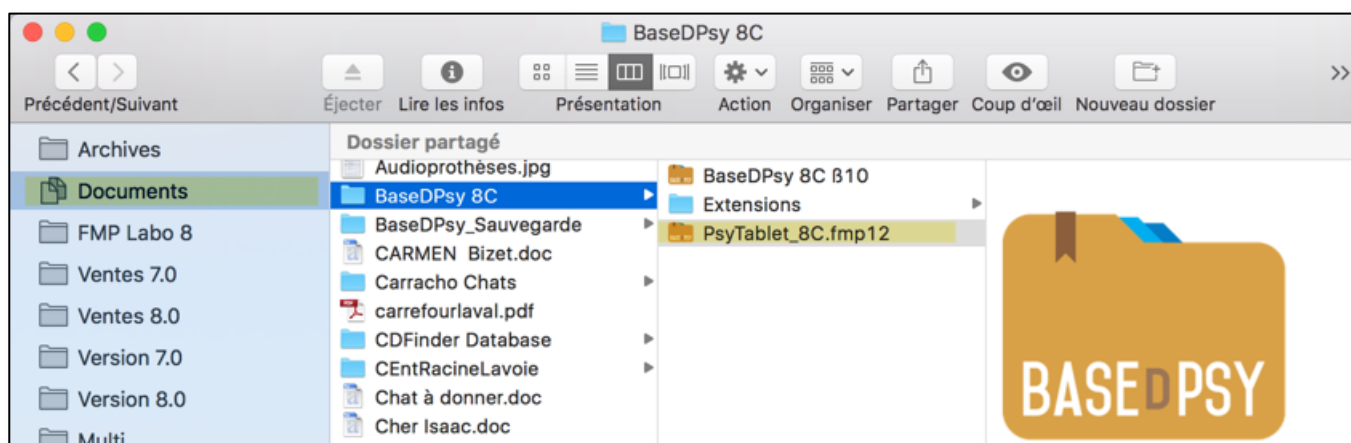 BaseDPsy 8C
Précédent/Suivant
Éjecter Lire les infos Présentation Action Organiser Partager Coup d'œil Nouveau dossier
Dossier partagé
Archives
Documents
FMP Labo 8
Ventes 7.0
Ventes 8.0
Version 7.0
Version 8.0
Multi
Audioprothèses.jpg
BaseDPsy 8C
BaseDPsy_Sauvegarde
CARMEN Bizet.doc
Carracho Chats
carrefourlaval.pdf
CDFinder Database
CEntRacineLavoie
Chat à donner.doc
Cher Isaac.doc
BaseDPsy 8C ß10
Extensions
PsyTablet_8C.fmp12
BASEDPSY